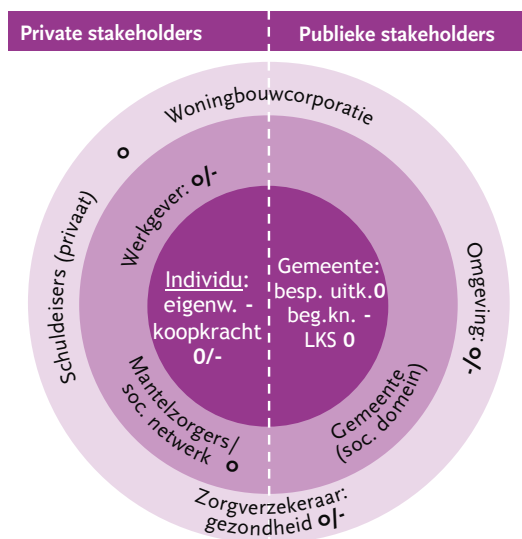 Private stakeholders
Publieke stakeholders
Woningbouwcorporatie
Schuldeisers (privaat) o
Werkgever: o/-
Individu:
eigenw. -
koopkracht
0/-
Gemeente:
besp. uitk.0
beg.kn. -
LKS 0
Omgeving: o/-
Mantelzorgers/
soc. netwerk o
Gemeente
(soc. domein)
Zorgverzekeraar:
gezondheid o/-